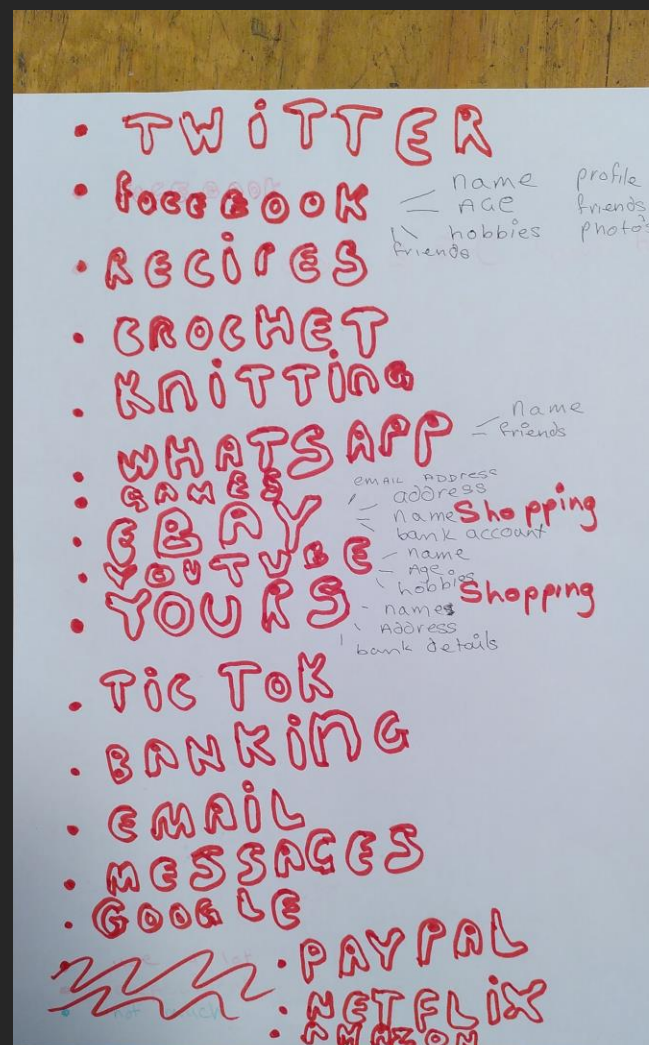 • TWITTER
• faceBOOK
name profile
AGE friends
hobbies photo's
friends
• RECIPES
• CROCHET
• KNITTING
• WHATSAPP
name
friends
• GAMES
• EBAY
EMAIL ADDRESS
address
name
bank account
Shopping
• YOUTUBE
name
Age
hobbies
• YOURS
names
Address
bank details
Shopping
• TiC TOK
• BANKING
• EMAIL
• MESSAGES
• GOOGLE
• PAYPAL
• NETFLIX
• AMAZON